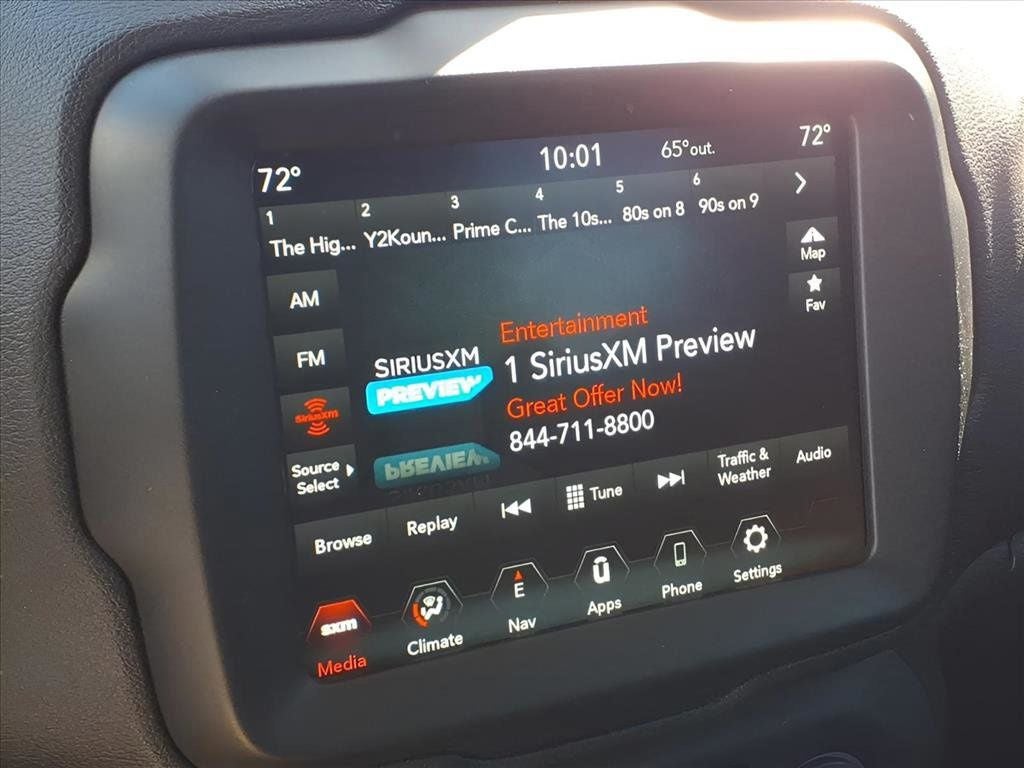 72° 10:01 65°out. 72°
1 2 3 4 5 6
The Hig... Y2Koun... Prime C... The 10s... 80s on 8 90s on 9
Map
AM
Fav
Entertainment
FM
SIRIUSXM
1 SiriusXM Preview
PREVIEW
Great Offer Now!
SiriusXM
844-711-8800
Source
Select
PREVIEW
Browse
Replay
Tune
Traffic &
Weather
Audio
sxm
Media
Climate
E
Nav
û
Apps
Phone
Settings